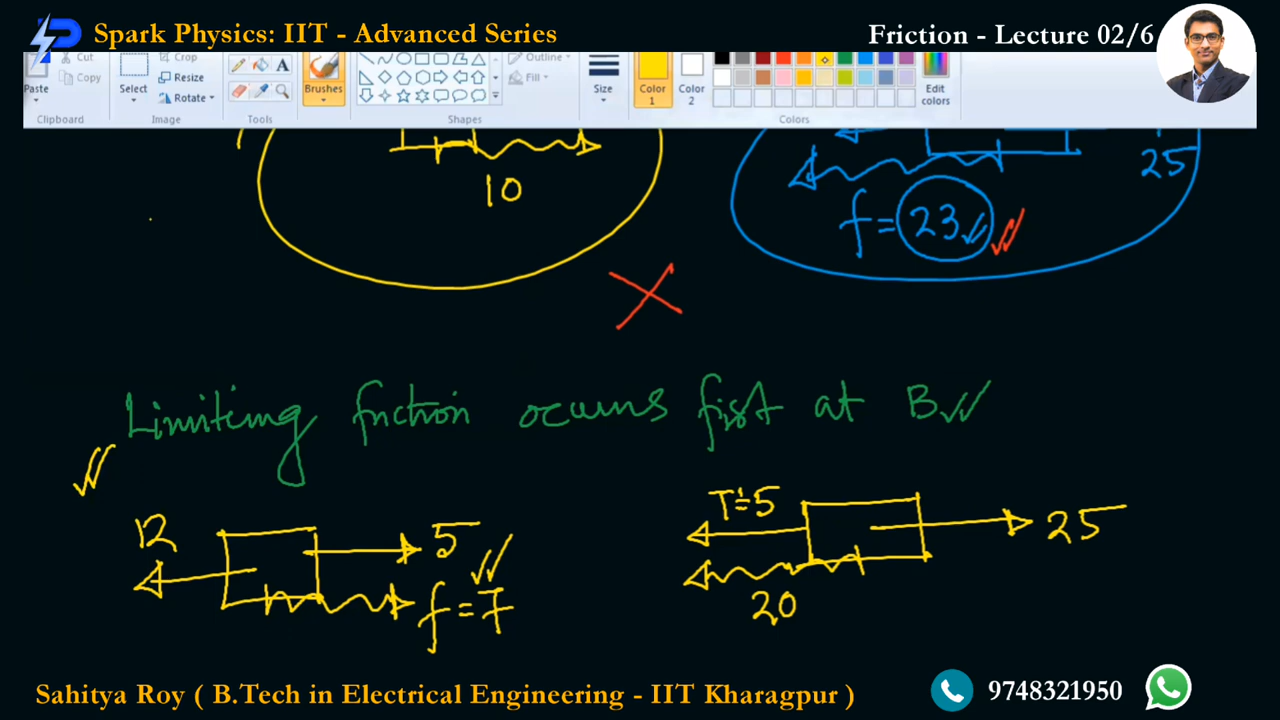 Spark Physics: IIT - Advanced Series
Friction - Lecture 02/6
Cut
Copy
Paste
Clipboard
Crop
Resize
Rotate
Select
Image
Tools
Brushes
Outline
Fill
Shapes
Size
Color 1
Color 2
Edit colors
Colors
10
25
f = 23
Limiting friction occurs first at B
12
5
f = 7
T = 5
25
20
Sahitya Roy ( B.Tech in Electrical Engineering - IIT Kharagpur )
9748321950